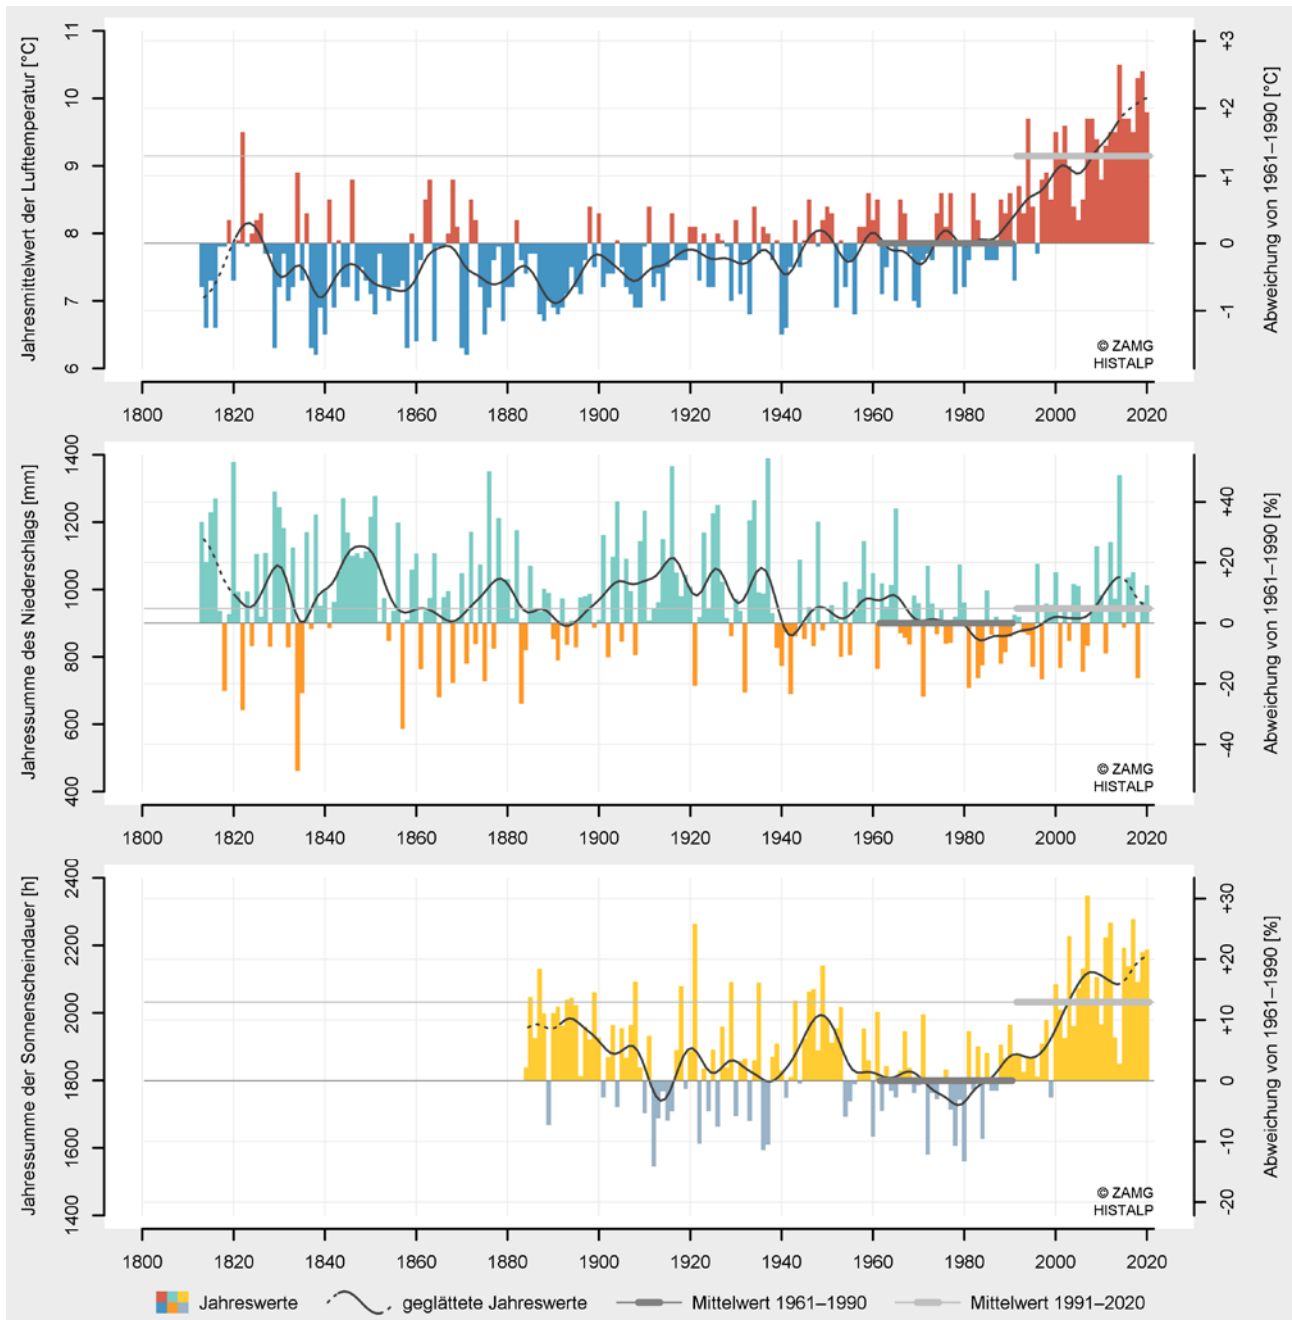 Jahresmittelwert der Lufttemperatur [°C]
11
10
9
8
7
6
+3
+2
+1
0
-1
Abweichung von 1961–1990 [°C]
© ZAMG
HISTALP
1800 1820 1840 1860 1880 1900 1920 1940 1960 1980 2000 2020
Jahressumme des Niederschlags [mm]
1400
1200
1000
800
600
400
+40
+20
0
-20
-40
Abweichung von 1961–1990 [%]
© ZAMG
HISTALP
1800 1820 1840 1860 1880 1900 1920 1940 1960 1980 2000 2020
Jahressumme der Sonnenscheindauer [h]
2400
2200
2000
1800
1600
1400
+30
+20
+10
0
-10
-20
Abweichung von 1961–1990 [%]
© ZAMG
HISTALP
1800 1820 1840 1860 1880 1900 1920 1940 1960 1980 2000 2020
Jahreswerte geglättete Jahreswerte Mittelwert 1961–1990 Mittelwert 1991–2020